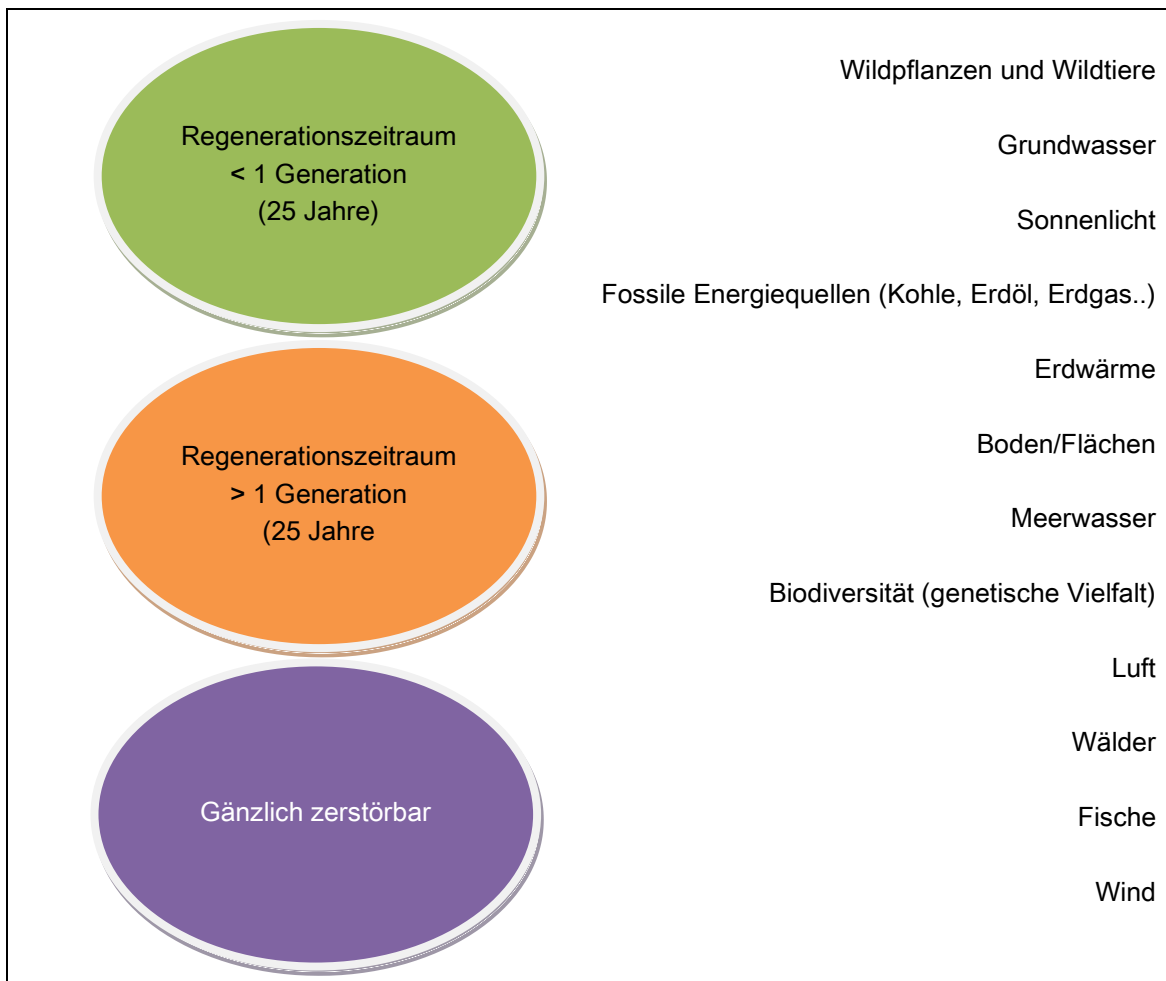 Regenerationszeitraum
< 1 Generation
(25 Jahre)
Regenerationszeitraum
> 1 Generation
(25 Jahre
Gänzlich zerstörbar
Wildpflanzen und Wildtiere
Grundwasser
Sonnenlicht
Fossile Energiequellen (Kohle, Erdöl, Erdgas..)
Erdwärme
Boden/Flächen
Meerwasser
Biodiversität (genetische Vielfalt)
Luft
Wälder
Fische
Wind